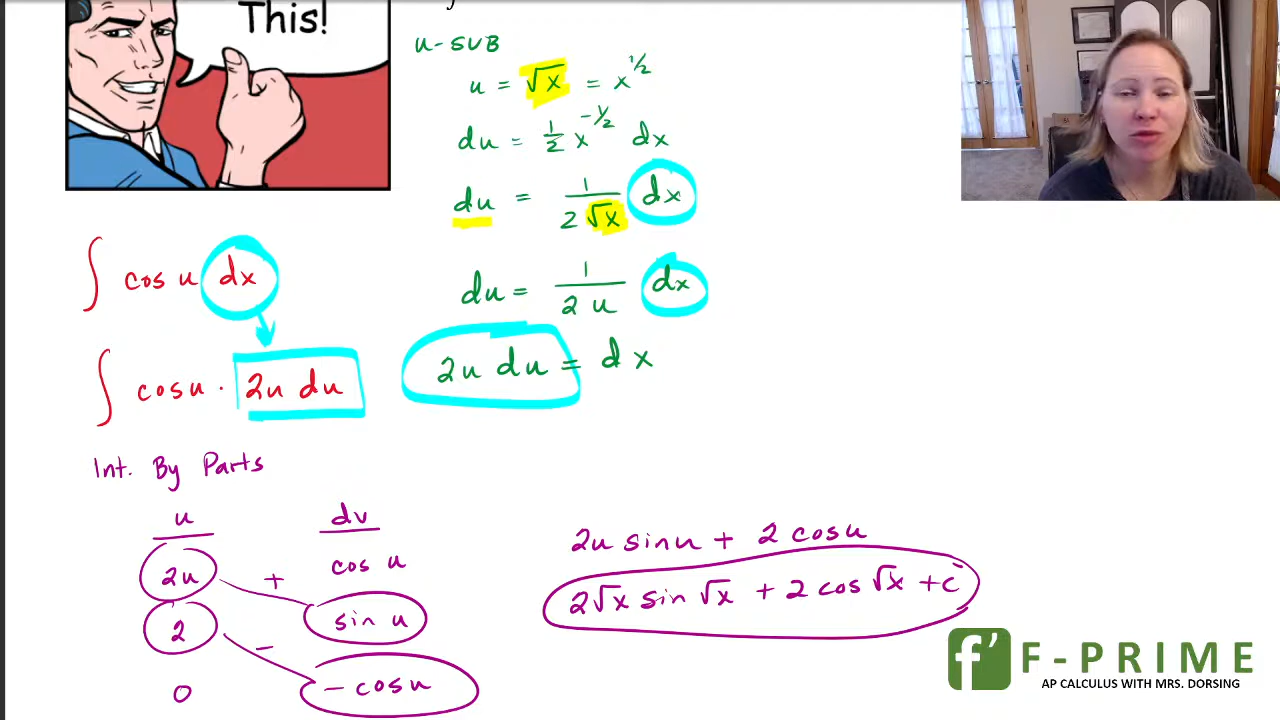 This!
u-SUB
u = √x = x^1/2
du = 1/2 x^-1/2 dx
du = 1/(2√x) dx
∫ cos u dx
du = 1/(2u) dx
∫ cos u · 2u du
2u du = dx
Int. By Parts
u dv
2u + cos u
2 − sin u
0 − cos u
2u sin u + 2 cos u
2√x sin √x + 2 cos √x + c
f' F-PRIME
AP CALCULUS WITH MRS. DORSING